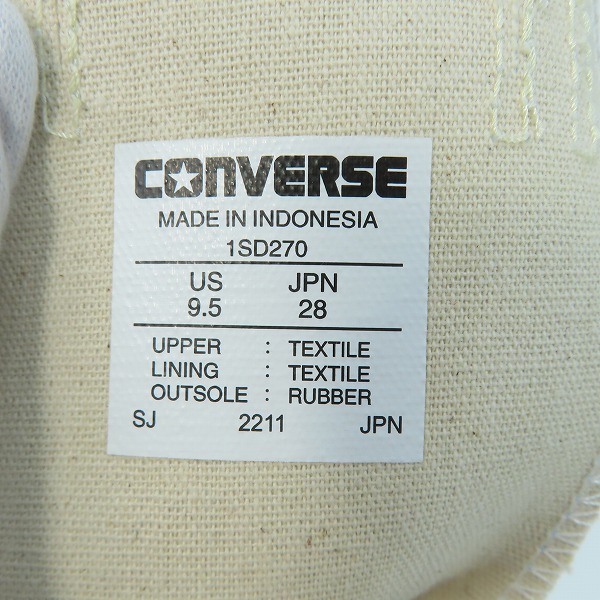 CONVERSE
MADE IN INDONESIA
1SD270
US JPN
9.5 28
UPPER : TEXTILE
LINING : TEXTILE
OUTSOLE : RUBBER
SJ 2211 JPN